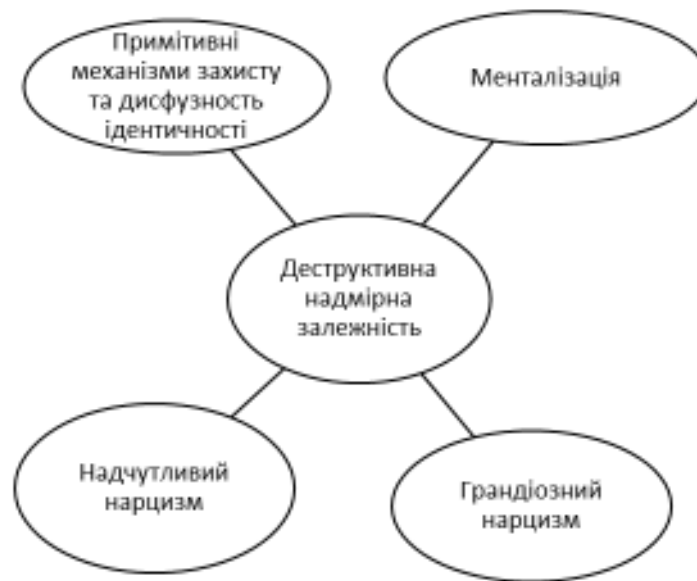 Примітивні
механізми захисту
та дисфузность
ідентичності
Менталізація
Деструктивна
надмірна
залежність
Надчутливий
нарцизм
Грандіозний
нарцизм